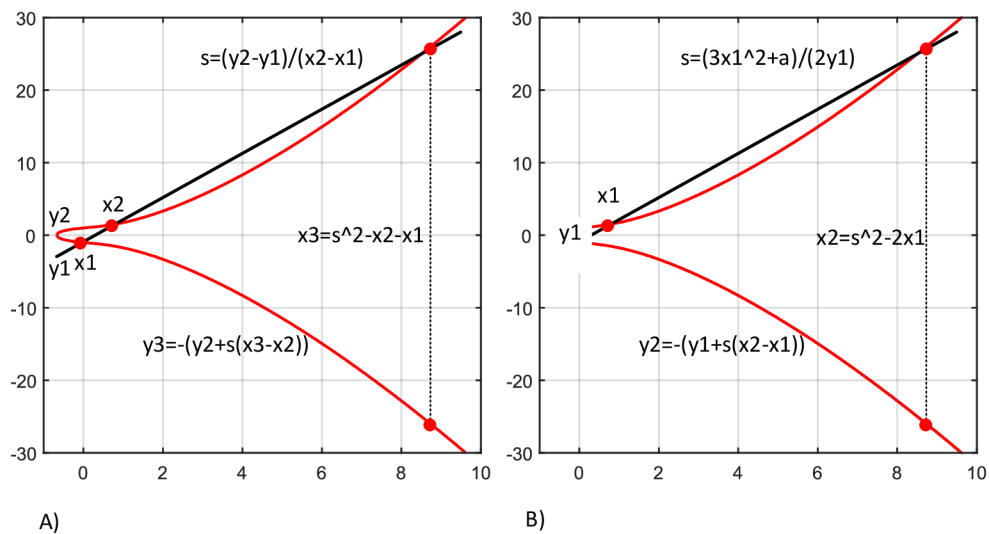 30
20
10
0
-10
-20
-30
0
2
4
6
8
10
s=(y2-y1)/(x2-x1)
y2
x2
y1
x1
x3=s^2-x2-x1
y3=-(y2+s(x3-x2))
A)
30
20
10
0
-10
-20
-30
0
2
4
6
8
10
s=(3x1^2+a)/(2y1)
x1
y1
x2=s^2-2x1
y2=-(y1+s(x2-x1))
B)